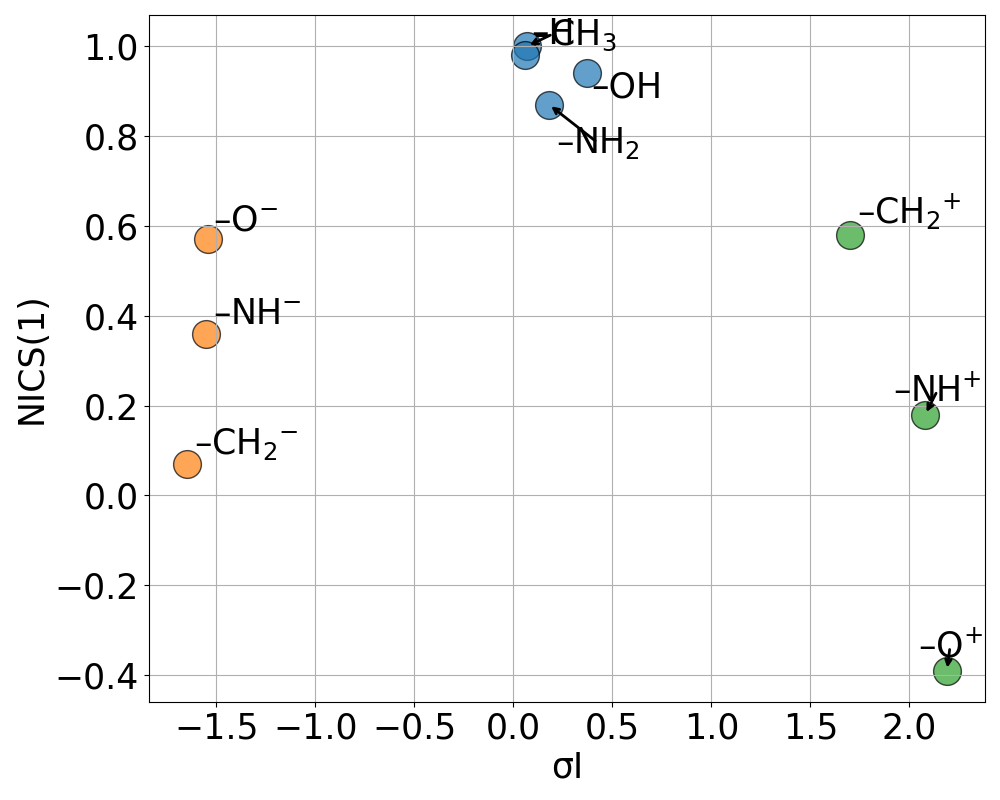 –H
–CH₃
–OH
–NH₂
–O⁻
–NH⁻
–CH₂⁻
–CH₂⁺
–NH⁺
–O⁺
1.0
0.8
0.6
0.4
0.2
0.0
−0.2
−0.4
NICS(1)
−1.5 −1.0 −0.5 0.0 0.5 1.0 1.5 2.0
σI